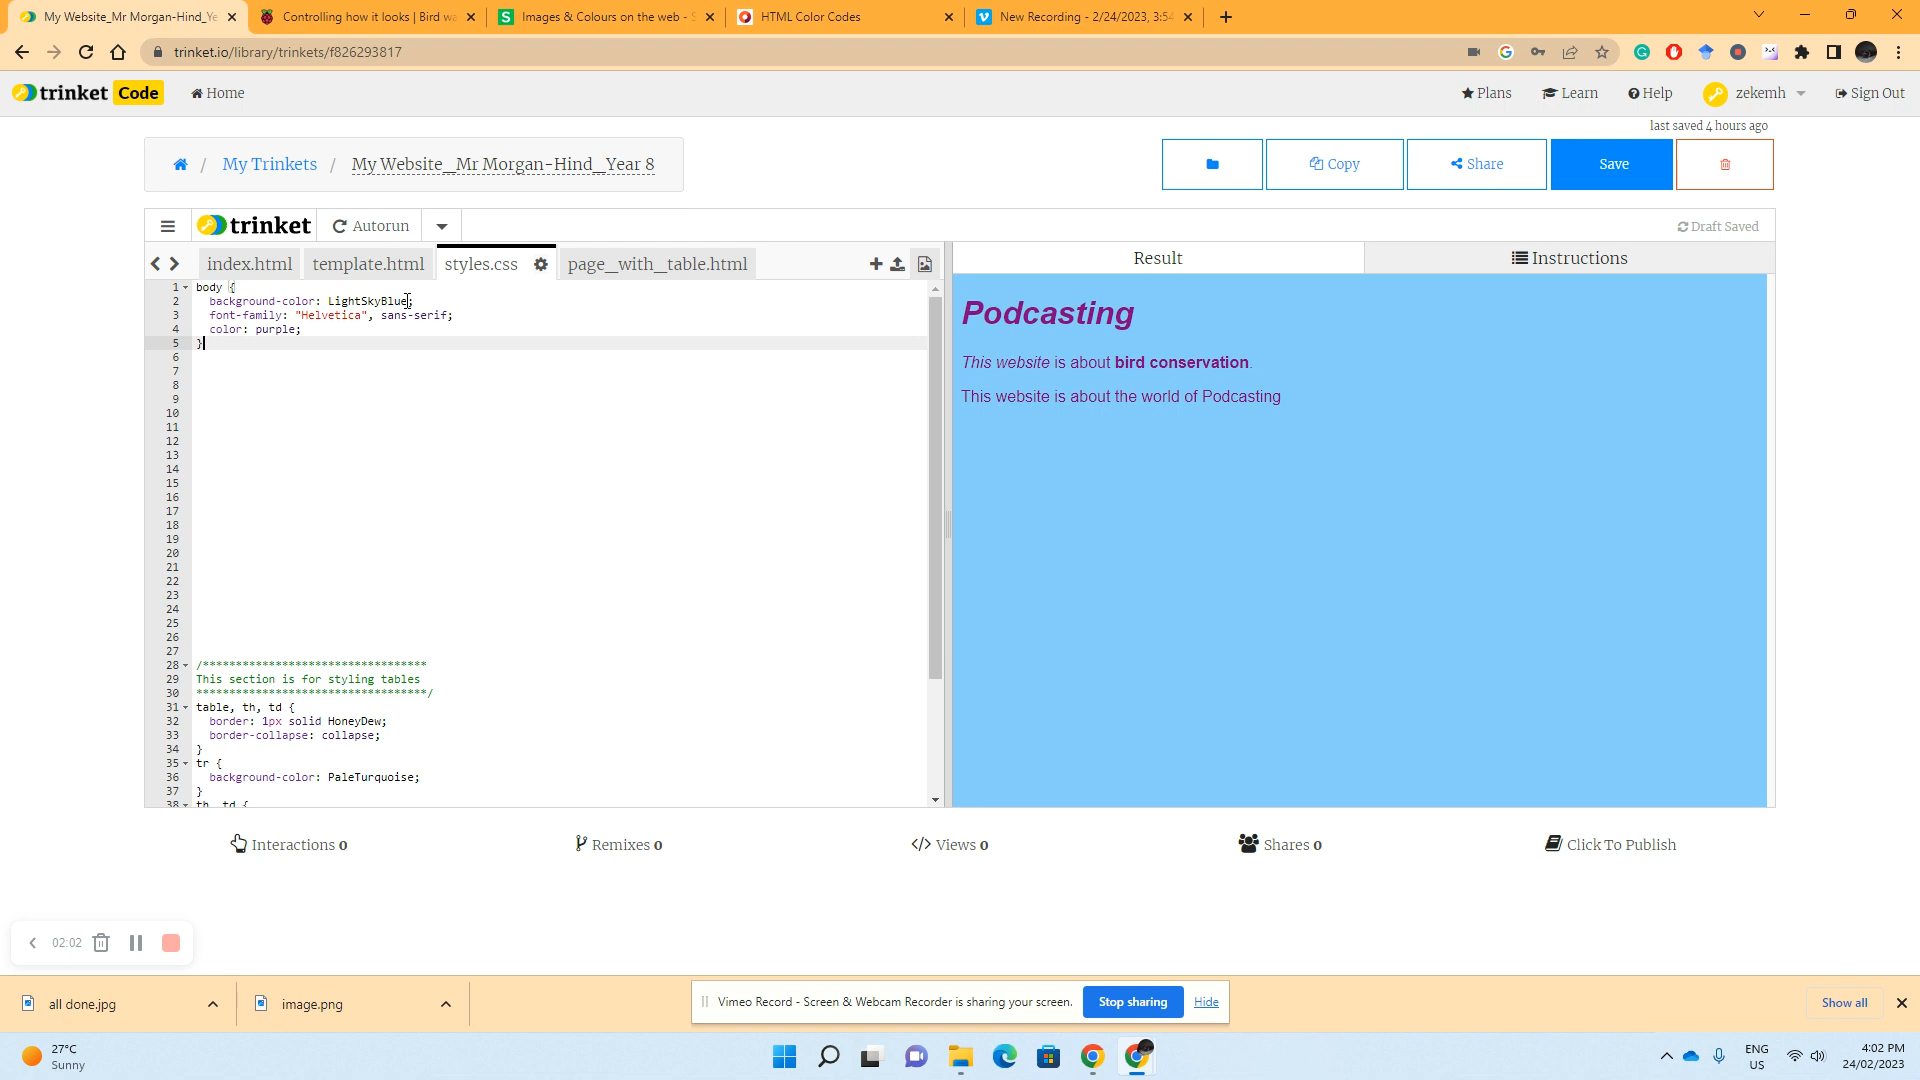 My Website_Mr Morgan-Hind_Ye
Controlling how it looks | Bird wa
Images & Colours on the web - S
HTML Color Codes
New Recording - 2/24/2023, 3:54
trinket.io/library/trinkets/f826293817
trinket Code
Home
Plans
Learn
Help
zekemh
Sign Out
last saved 4 hours ago
/ My Trinkets / My Website__Mr Morgan-Hind__Year 8
Copy
Share
Save
trinket
Autorun
Draft Saved
index.html
template.html
styles.css
page__with__table.html
Result
Instructions
1 body {
2 background-color: LightSkyBlue;
3 font-family: "Helvetica", sans-serif;
4 color: purple;
5 }
6
7
8
9
10
11
12
13
14
15
16
17
18
19
20
21
22
23
24
25
26
27
28 /**********************************
29 This section is for styling tables
30 ***********************************/
31 table, th, td {
32 border: 1px solid HoneyDew;
33 border-collapse: collapse;
34 }
35 tr {
36 background-color: PaleTurquoise;
37 }
38 th, td {
Podcasting
This website is about bird conservation.
This website is about the world of Podcasting
Interactions 0
Remixes 0
</> Views 0
Shares 0
Click To Publish
02:02
all done.jpg
image.png
Vimeo Record - Screen & Webcam Recorder is sharing your screen.
Stop sharing
Hide
Show all
27°C
Sunny
ENG
US
4:02 PM
24/02/2023